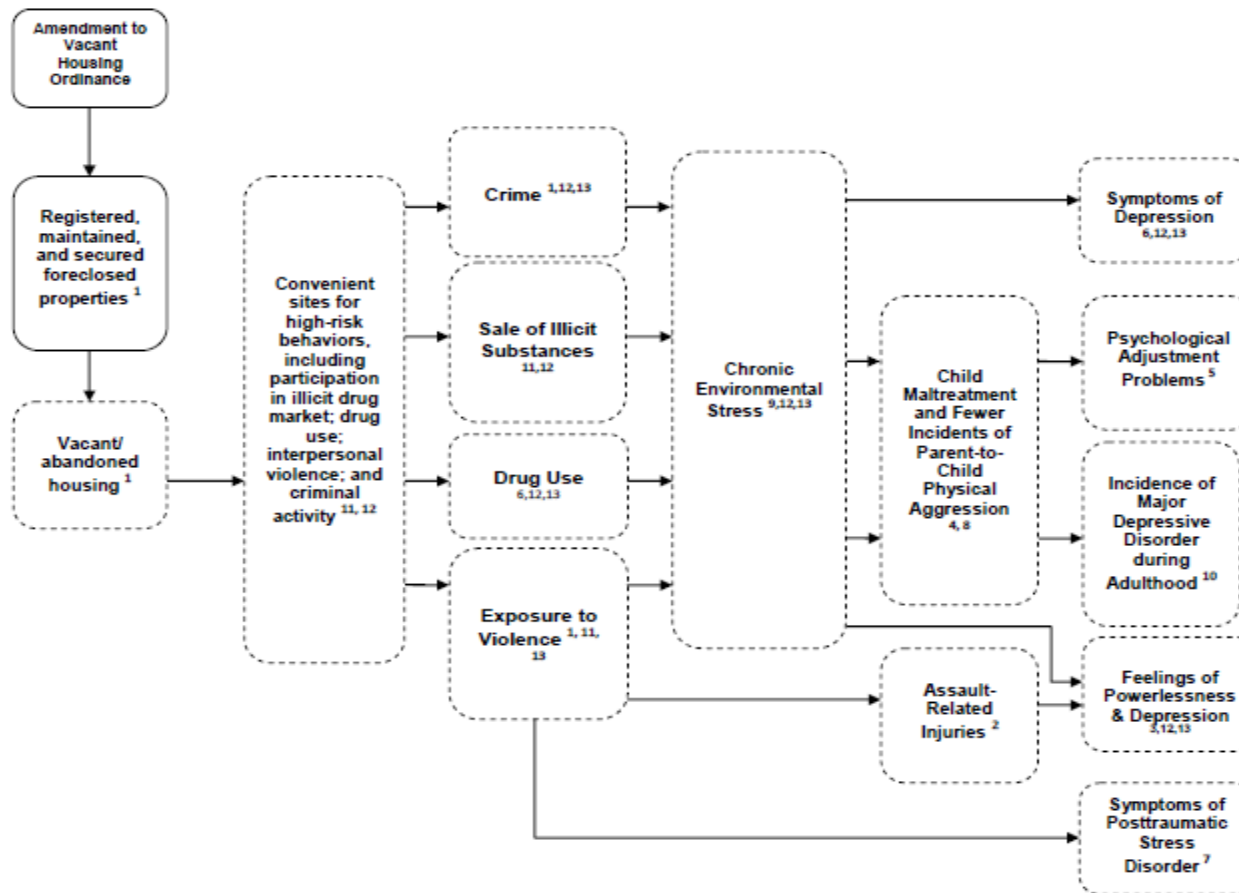 Amendment to
Vacant
Housing
Ordinance
Registered,
maintained,
and secured
foreclosed
properties 1
Vacant/
abandoned
housing 1
Convenient
sites for
high-risk
behaviors,
including
participation
in illicit drug
market; drug
use;
interpersonal
violence; and
criminal
activity 11, 12
Crime 1,12,13
Sale of Illicit
Substances
11,12
Drug Use
6,12,13
Exposure to
Violence 1, 11,
13
Chronic
Environmental
Stress 9,12,13
Child
Maltreatment
and Fewer
Incidents of
Parent-to-
Child
Physical
Aggression
4, 8
Assault-
Related
Injuries 2
Symptoms of
Depression
6,12,13
Psychological
Adjustment
Problems 5
Incidence of
Major
Depressive
Disorder
during
Adulthood 10
Feelings of
Powerlessness
& Depression
3,12,13
Symptoms of
Posttraumatic
Stress
Disorder 7